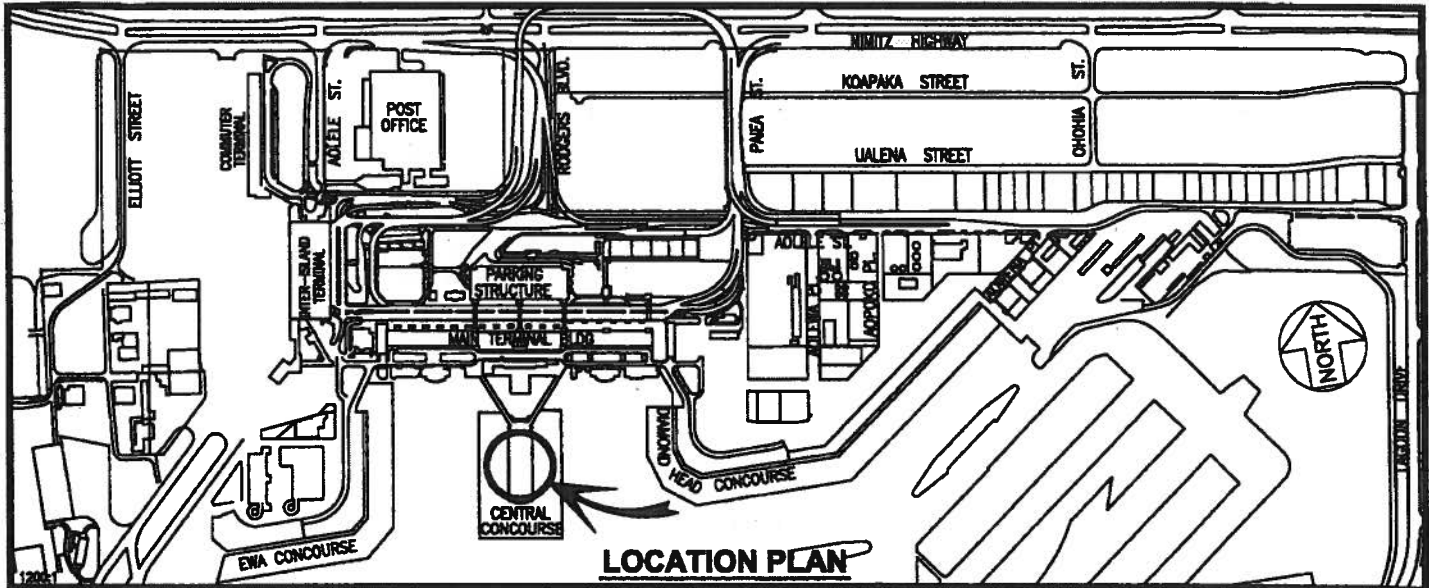 NIMITZ HIGHWAY
KOAPAKA STREET
UALENA STREET
ELLIOTT STREET
COMMUTER
TERMINAL
AOLELE ST.
POST
OFFICE
RODGERS BLVD.
PAIEA ST.
OHOHIA ST.
INTER-ISLAND
TERMINAL
PARKING
STRUCTURE
MAIN TERMINAL BLDG
AOLELE ST.
AOPOKO PL.
NORTH
LAGOON DRIVE
DIAMOND
HEAD CONCOURSE
CENTRAL
CONCOURSE
EWA CONCOURSE
LOCATION PLAN